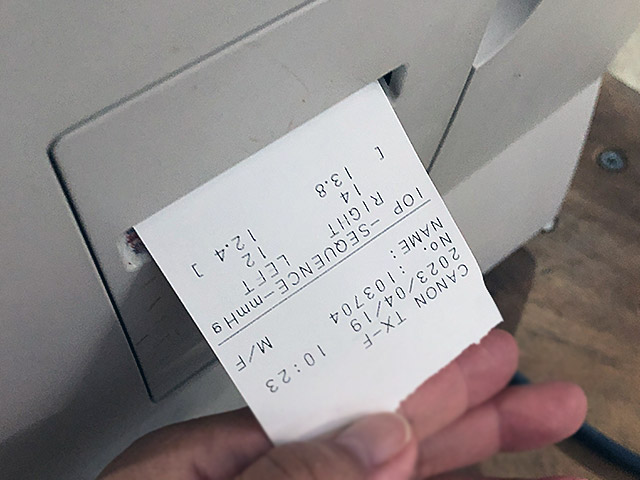 CANON TX-F
2023/04/19 10:23
No.:103704
NAME: M/F
IOP -SEQUENCE-mmHg
RIGHT LEFT
14 12
[ 13.8 12.4 ]